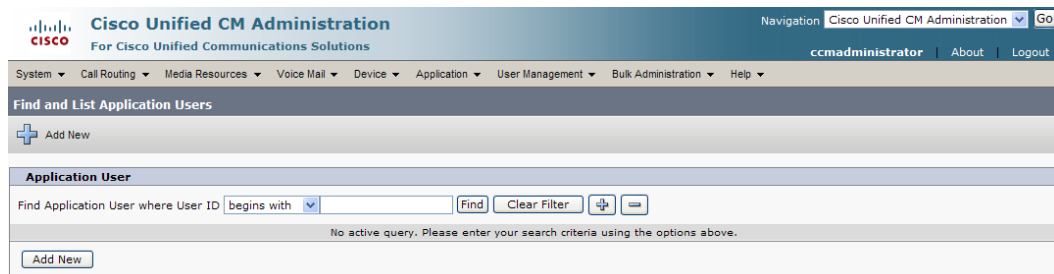 Cisco Unified CM Administration
Navigation Cisco Unified CM Administration Go
CISCO
For Cisco Unified Communications Solutions
ccmadministrator | About | Logout
System Call Routing Media Resources Voice Mail Device Application User Management Bulk Administration Help
Find and List Application Users
Add New
Application User
Find Application User where User ID begins with Find Clear Filter
No active query. Please enter your search criteria using the options above.
Add New